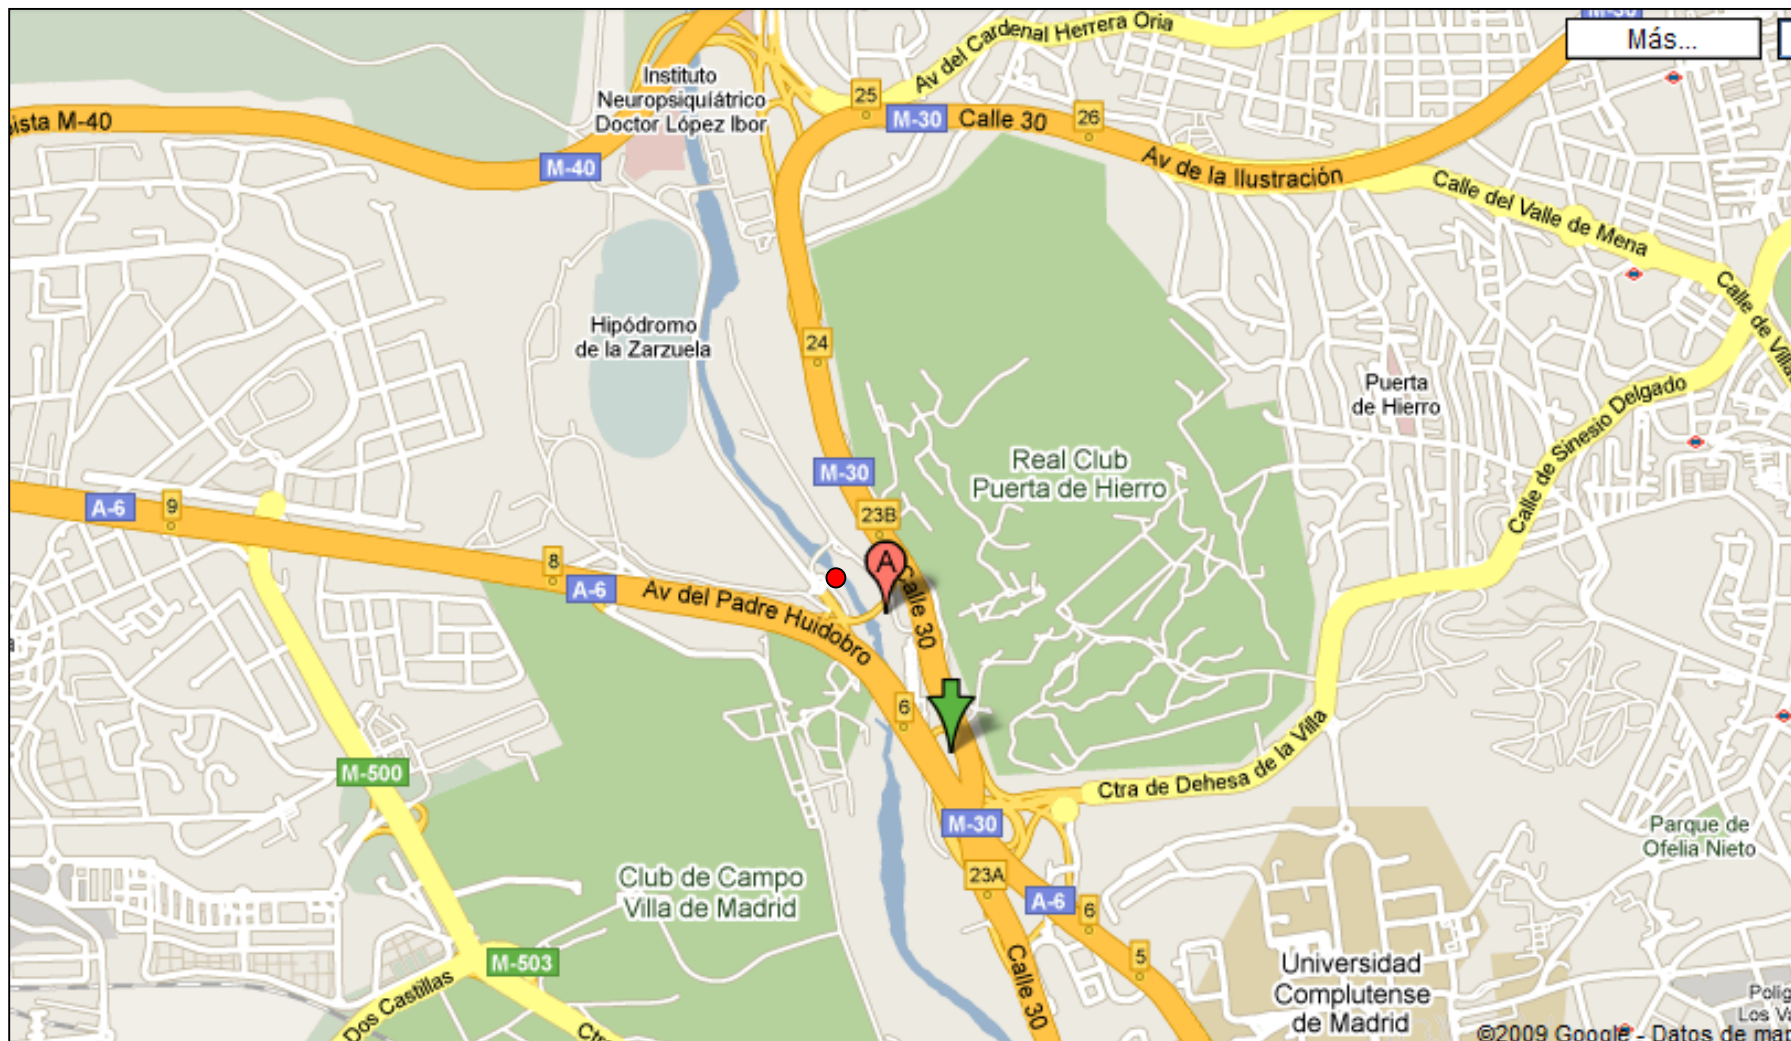 Más...
Av del Cardenal Herrera Oria
Instituto
Neuropsiquiátrico
Doctor López Ibor
25
M-30
Calle 30
26
M-40
M-40
Av de la Ilustración
Calle del Valle de Mena
Calle de
Hipódromo
de la Zarzuela
24
Puerta
de Hierro
Calle de Sinesio Delgado
Real Club
Puerta de Hierro
M-30
23B
A-6
9
8
A-6
A
Av del Padre Huidobro
Calle 30
6
M-500
Ctra de Dehesa de la Villa
M-30
Parque de
Ofelia Nieto
Club de Campo
Villa de Madrid
23A
A-6
6
5
M-503
Dos Castillas
Calle 30
Universidad
Complutense
de Madrid
Los
©2009 Google - Datos de